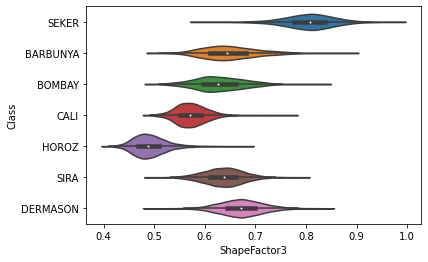 SEKER
BARBUNYA
BOMBAY
CALI
HOROZ
SIRA
DERMASON
Class
0.4 0.5 0.6 0.7 0.8 0.9 1.0
ShapeFactor3